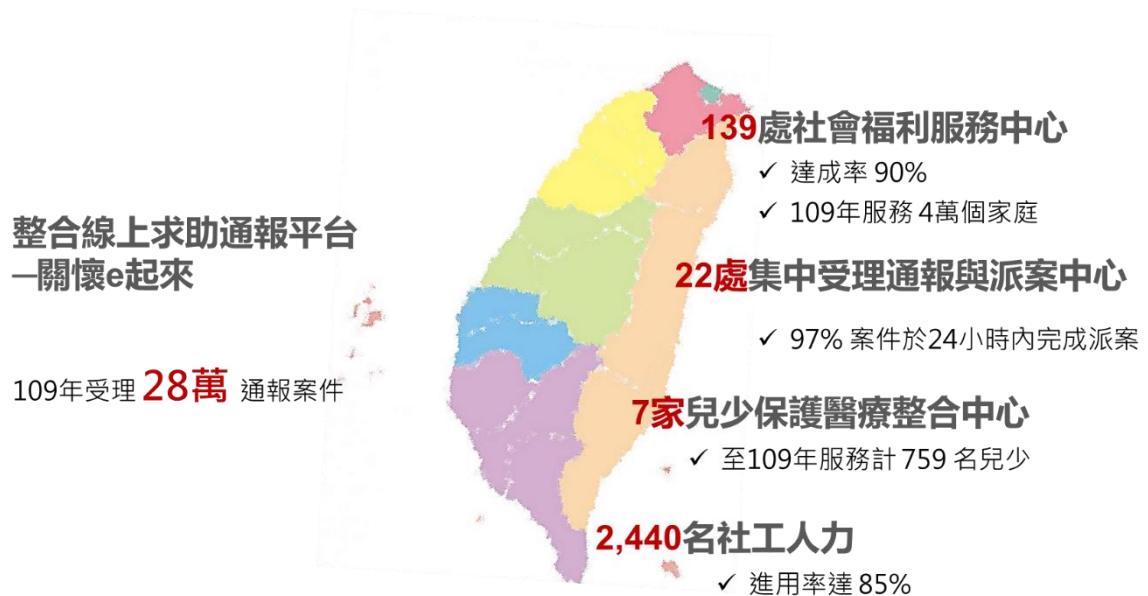 整合線上求助通報平台
—關懷e起來
109年受理 28萬 通報案件
139處社會福利服務中心
✓ 達成率 90%
✓ 109年服務 4萬個家庭
22處集中受理通報與派案中心
✓ 97% 案件於24小時內完成派案
7家兒少保護醫療整合中心
✓ 至109年服務計 759 名兒少
2,440名社工人力
✓ 進用率達 85%